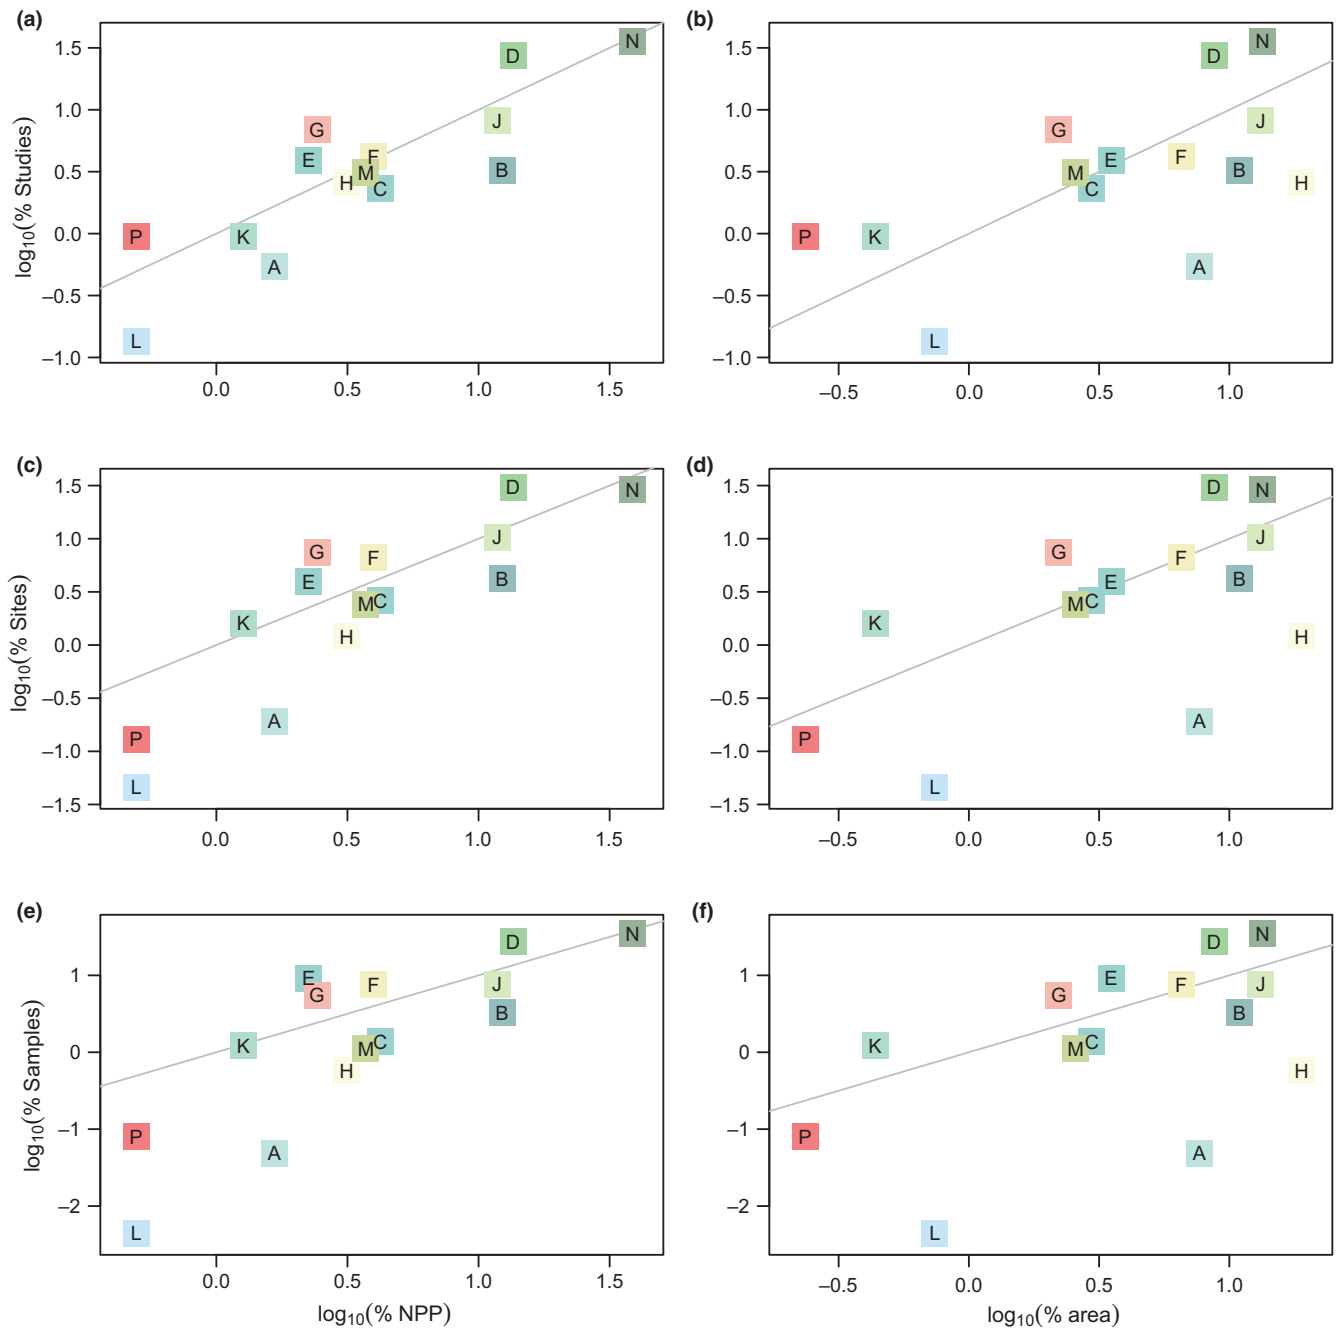 (a)
log10(% Studies)
1.5
1.0
0.5
0.0
–0.5
–1.0
P
L
K
A
E
G
H
M
F
C
J
B
D
N
0.0 0.5 1.0 1.5
(b)
P
K
L
G
M
C
E
F
A
D
B
J
N
H
1.5
1.0
0.5
0.0
–0.5
–1.0
–0.5 0.0 0.5 1.0
(c)
log10(% Sites)
1.5
1.0
0.5
0.0
–0.5
–1.0
–1.5
P
L
K
A
E
G
H
M
F
C
J
B
D
N
0.0 0.5 1.0 1.5
(d)
1.5
1.0
0.5
0.0
–0.5
–1.0
–1.5
P
K
L
G
M
C
E
F
A
D
B
J
N
H
–0.5 0.0 0.5 1.0
(e)
log10(% Samples)
1
0
–1
–2
P
L
K
A
E
G
H
M
F
C
J
B
D
N
0.0 0.5 1.0 1.5
log10(% NPP)
(f)
1
0
–1
–2
P
K
L
G
M
C
E
F
A
D
B
J
N
H
–0.5 0.0 0.5 1.0
log10(% area)